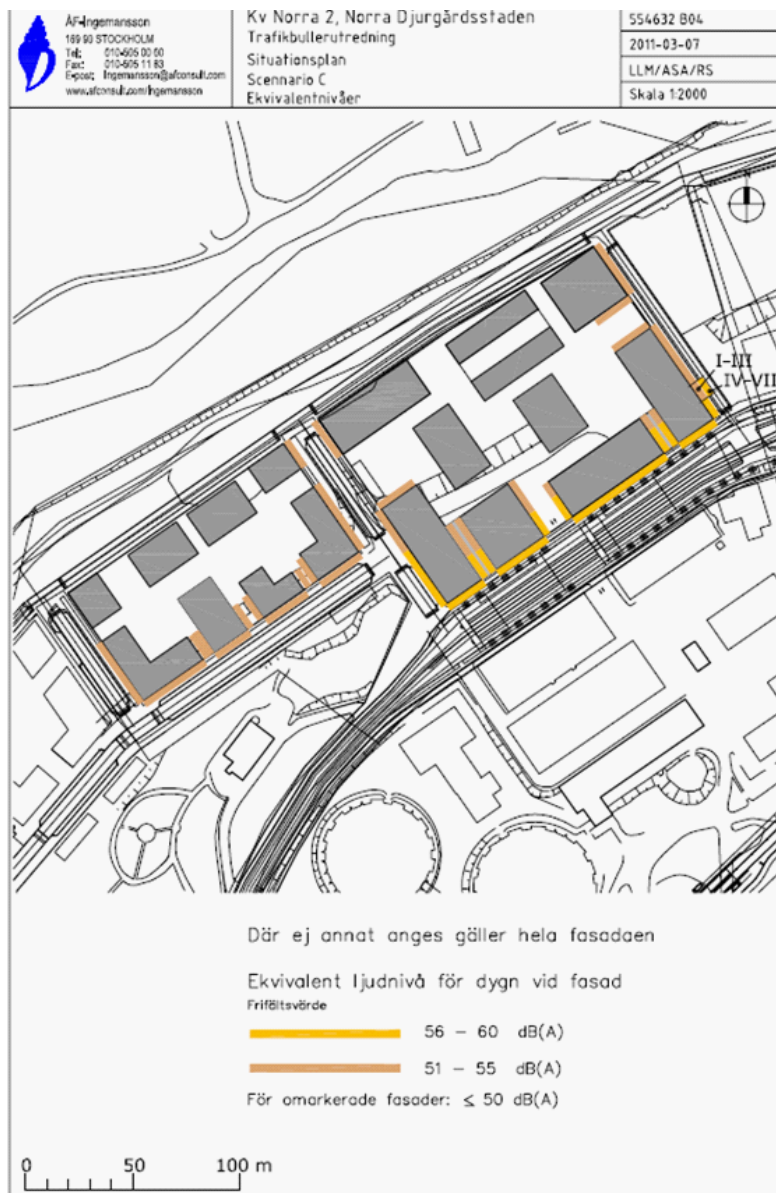 ÅF-Ingemansson
169 90 STOCKHOLM
Tel: 010-505 00 00
Fax: 010-505 11 83
E-post: Ingemansson@afconsult.com
www.afconsult.com/Ingemansson
Kv Norra 2, Norra Djurgårdsstaden
Trafikbullerutredning
Situationsplan
Scennario C
Ekvivalentnivåer
554632 B04
2011-03-07
LLM/ASA/RS
Skala 1:2000
N
I-III
IV-VII
Där ej annat anges gäller hela fasadaen
Ekvivalent ljudnivå för dygn vid fasad
Frifältsvärde
56 – 60 dB(A)
51 – 55 dB(A)
För omarkerade fasader: ≤ 50 dB(A)
0 50 100 m